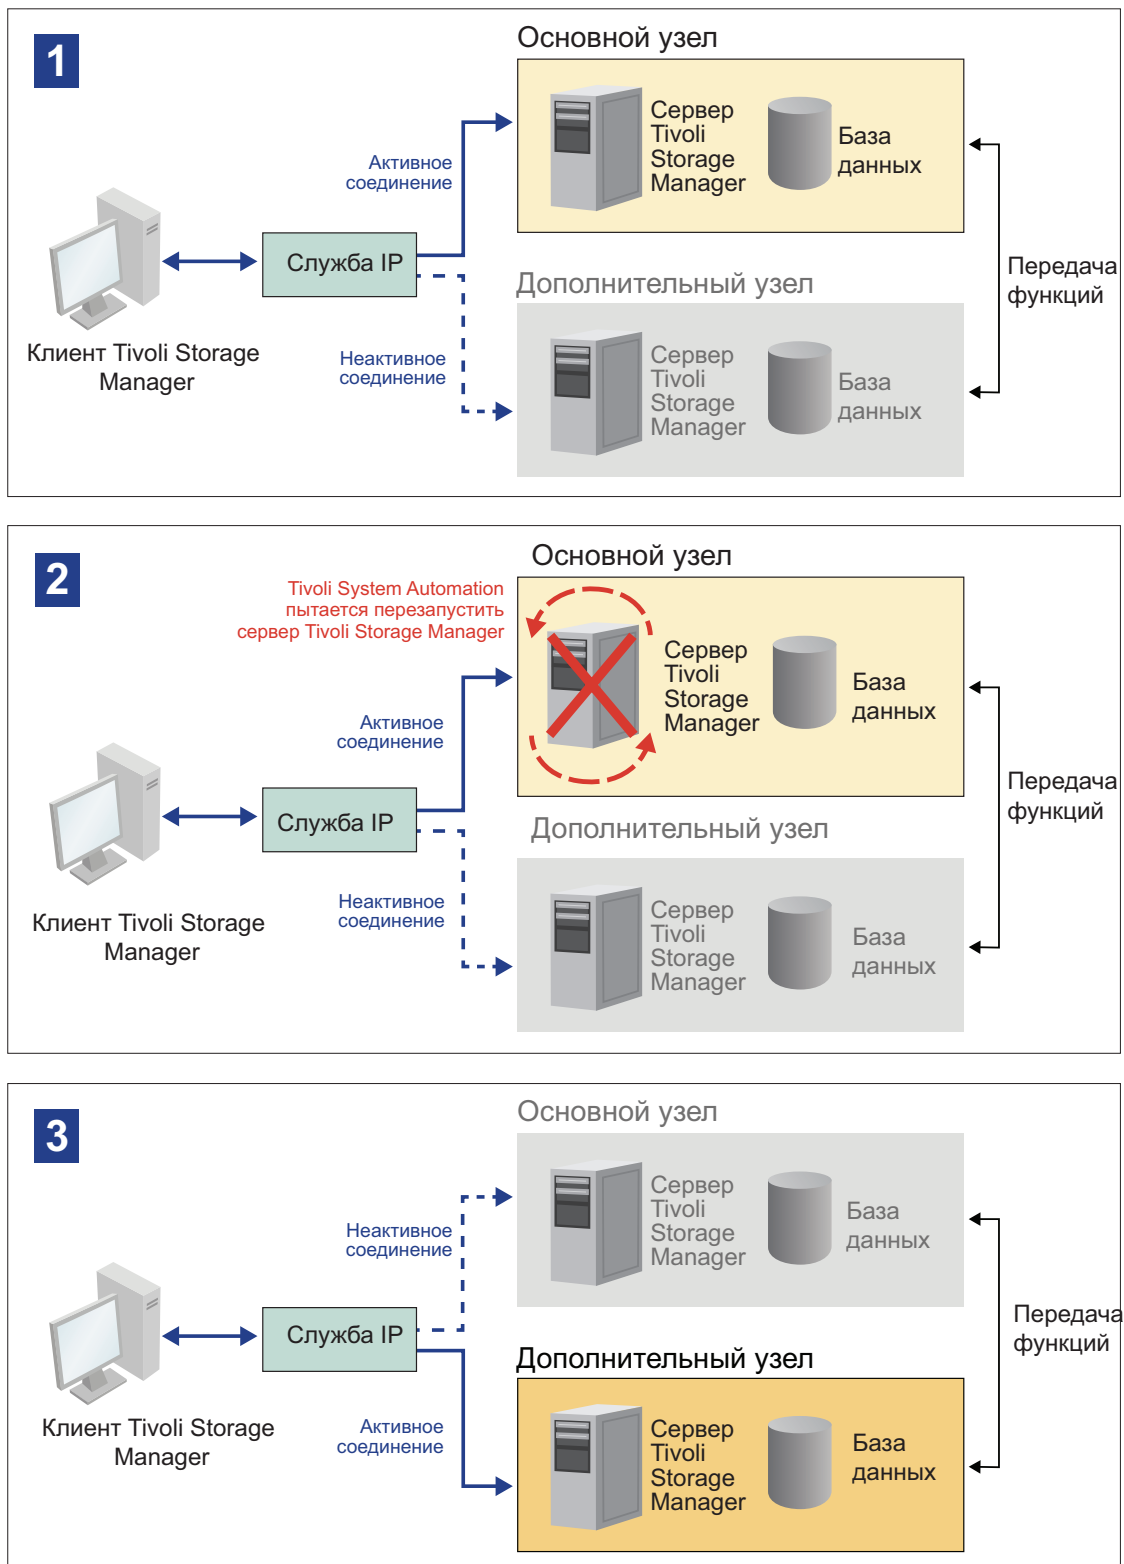 1
Основной узел
Сервер
Tivoli
Storage
Manager
База
данных
Активное
соединение
Служба IP
Передача
функций
Дополнительный узел
Клиент Tivoli Storage
Manager
Неактивное
соединение
Сервер
Tivoli
Storage
Manager
База
данных
2
Основной узел
Tivoli System Automation
пытается перезапустить
сервер Tivoli Storage Manager
Сервер
Tivoli
Storage
Manager
База
данных
Активное
соединение
Передача
функций
Служба IP
Дополнительный узел
Клиент Tivoli Storage
Manager
Неактивное
соединение
Сервер
Tivoli
Storage
Manager
База
данных
3
Основной узел
Сервер
Tivoli
Storage
Manager
База
данных
Неактивное
соединение
Передача
функций
Служба IP
Дополнительный узел
Клиент Tivoli Storage
Manager
Активное
соединение
Сервер
Tivoli
Storage
Manager
База
данных